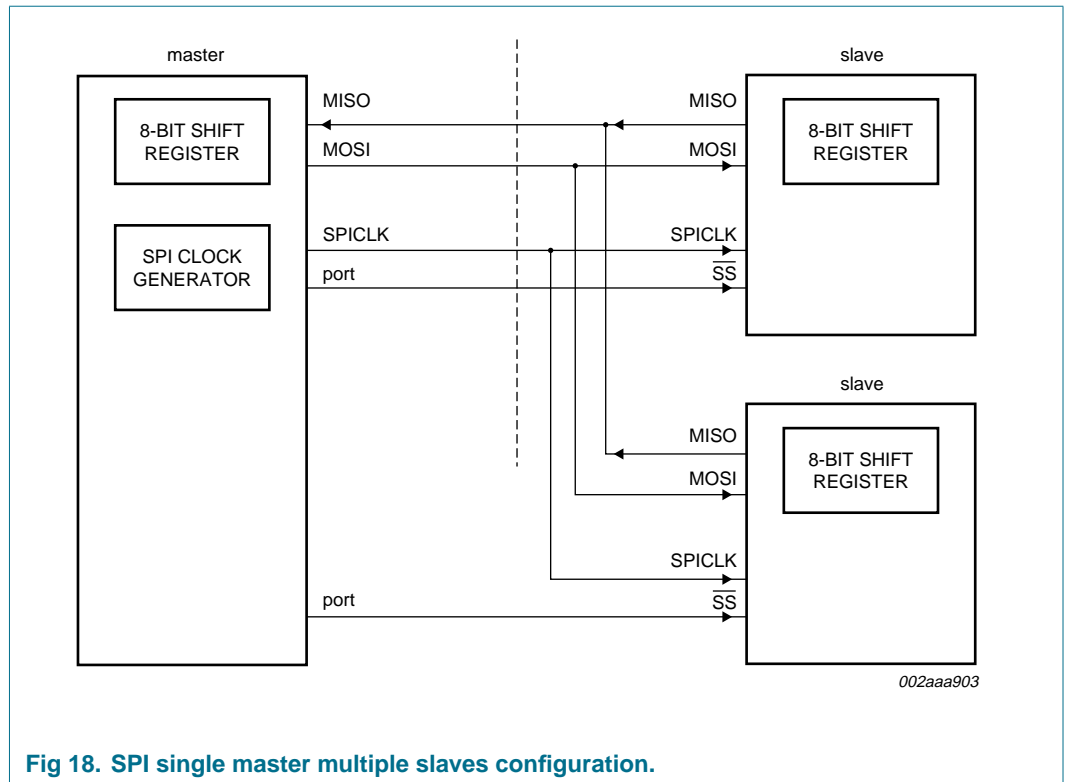 master
slave
MISO
MISO
8-BIT SHIFT
REGISTER
8-BIT SHIFT
REGISTER
MOSI
MOSI
SPICLK
SPICLK
SPI CLOCK
GENERATOR
port
SS
slave
MISO
8-BIT SHIFT
REGISTER
MOSI
SPICLK
port
SS
002aaa903
Fig 18. SPI single master multiple slaves configuration.